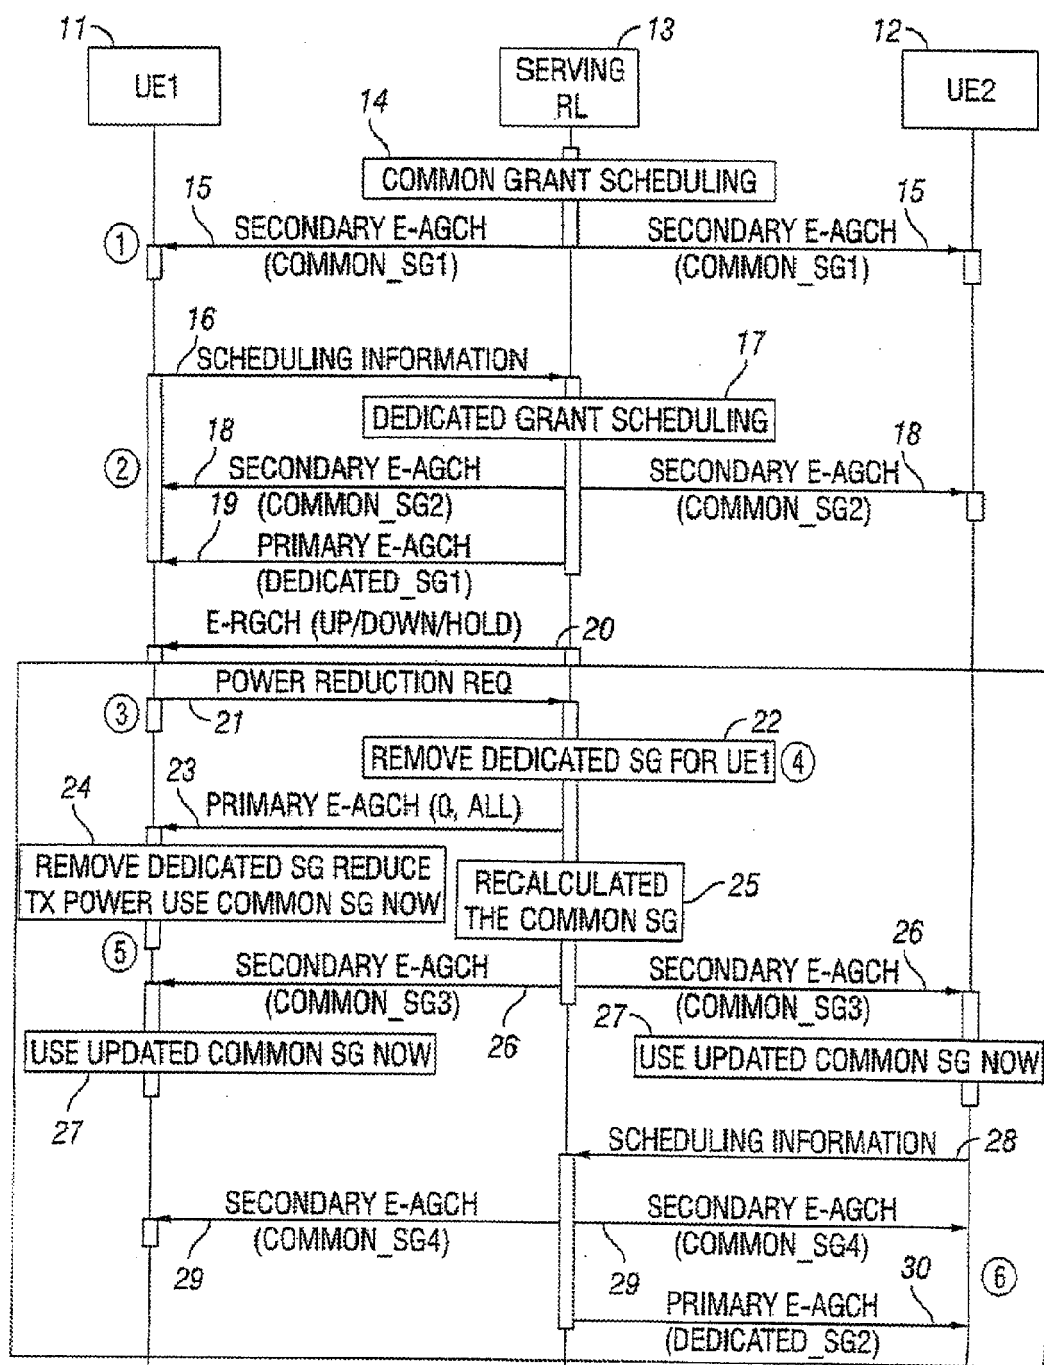 11
13
12
UE1
SERVING
RL
UE2
14
COMMON GRANT SCHEDULING
15
15
1
SECONDARY E-AGCH
(COMMON_SG1)
SECONDARY E-AGCH
(COMMON_SG1)
16
SCHEDULING INFORMATION
17
DEDICATED GRANT SCHEDULING
18
18
2
SECONDARY E-AGCH
(COMMON_SG2)
SECONDARY E-AGCH
(COMMON_SG2)
19
PRIMARY E-AGCH
(DEDICATED_SG1)
E-RGCH (UP/DOWN/HOLD)
20
POWER REDUCTION REQ
3
21
22
REMOVE DEDICATED SG FOR UE1
4
23
24
PRIMARY E-AGCH (0, ALL)
REMOVE DEDICATED SG REDUCE
TX POWER USE COMMON SG NOW
RECALCULATED
THE COMMON SG
25
5
26
SECONDARY E-AGCH
(COMMON_SG3)
SECONDARY E-AGCH
(COMMON_SG3)
26
27
USE UPDATED COMMON SG NOW
USE UPDATED COMMON SG NOW
27
SCHEDULING INFORMATION
28
SECONDARY E-AGCH
(COMMON_SG4)
SECONDARY E-AGCH
(COMMON_SG4)
29
29
30
6
PRIMARY E-AGCH
(DEDICATED_SG2)